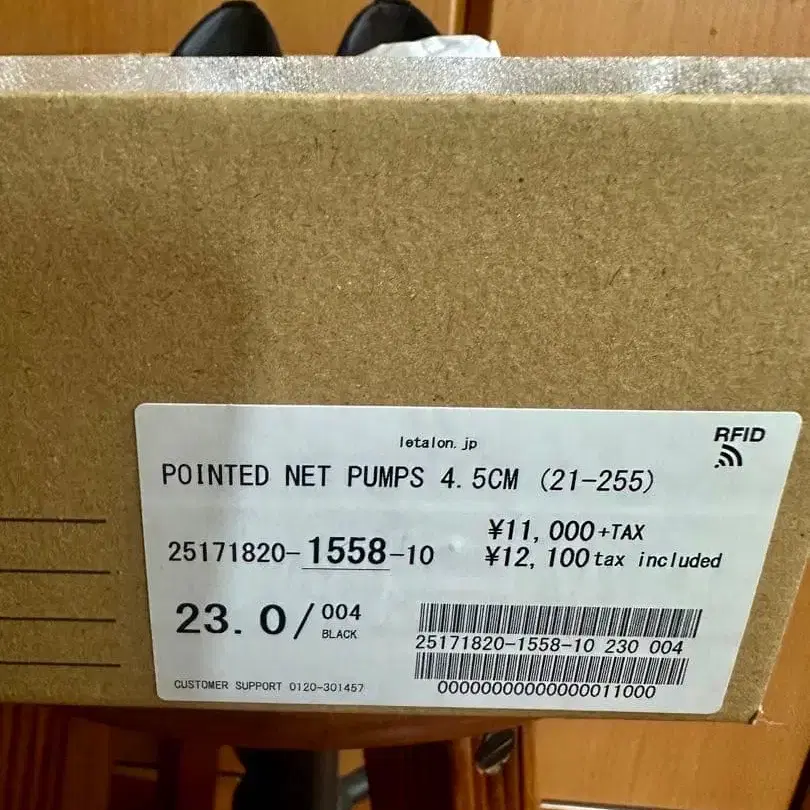 letalon.jp
RFID
POINTED NET PUMPS 4.5CM (21-255)
25171820-1558-10
¥11,000+TAX
¥12,100tax included
23.0/004
BLACK
25171820-1558-10 230 004
00000000000000011000
CUSTOMER SUPPORT 0120-301457